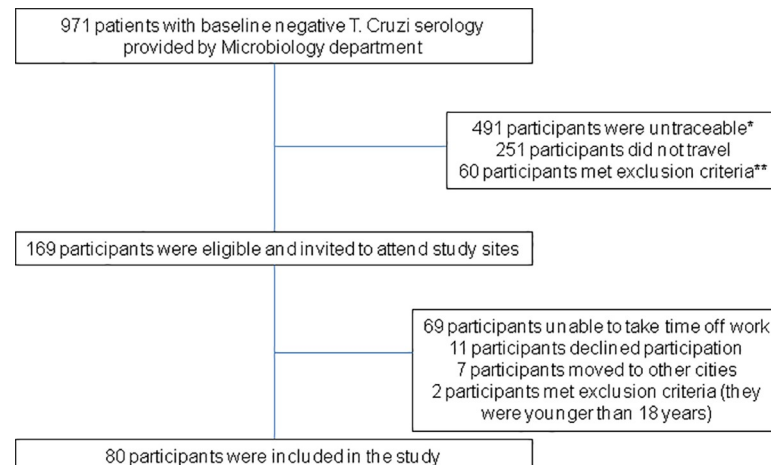 971 patients with baseline negative T. Cruzi serology
provided by Microbiology department
491 participants were untraceable*
251 participants did not travel
60 participants met exclusion criteria**
169 participants were eligible and invited to attend study sites
69 participants unable to take time off work
11 participants declined participation
7 participants moved to other cities
2 participants met exclusion criteria (they
were younger than 18 years)
80 participants were included in the study